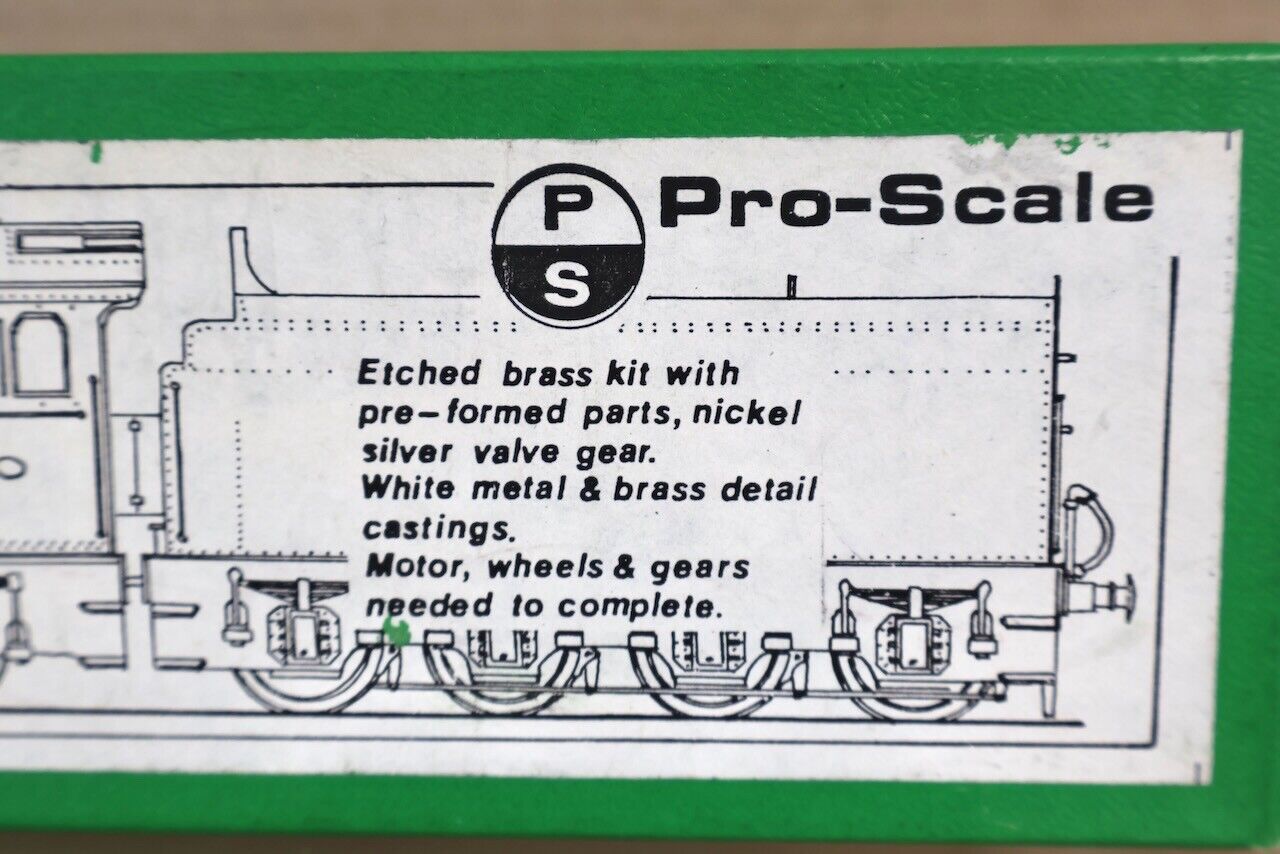 P
S
Pro-Scale
Etched brass kit with
pre-formed parts, nickel
silver valve gear.
White metal & brass detail
castings.
Motor, wheels & gears
needed to complete.